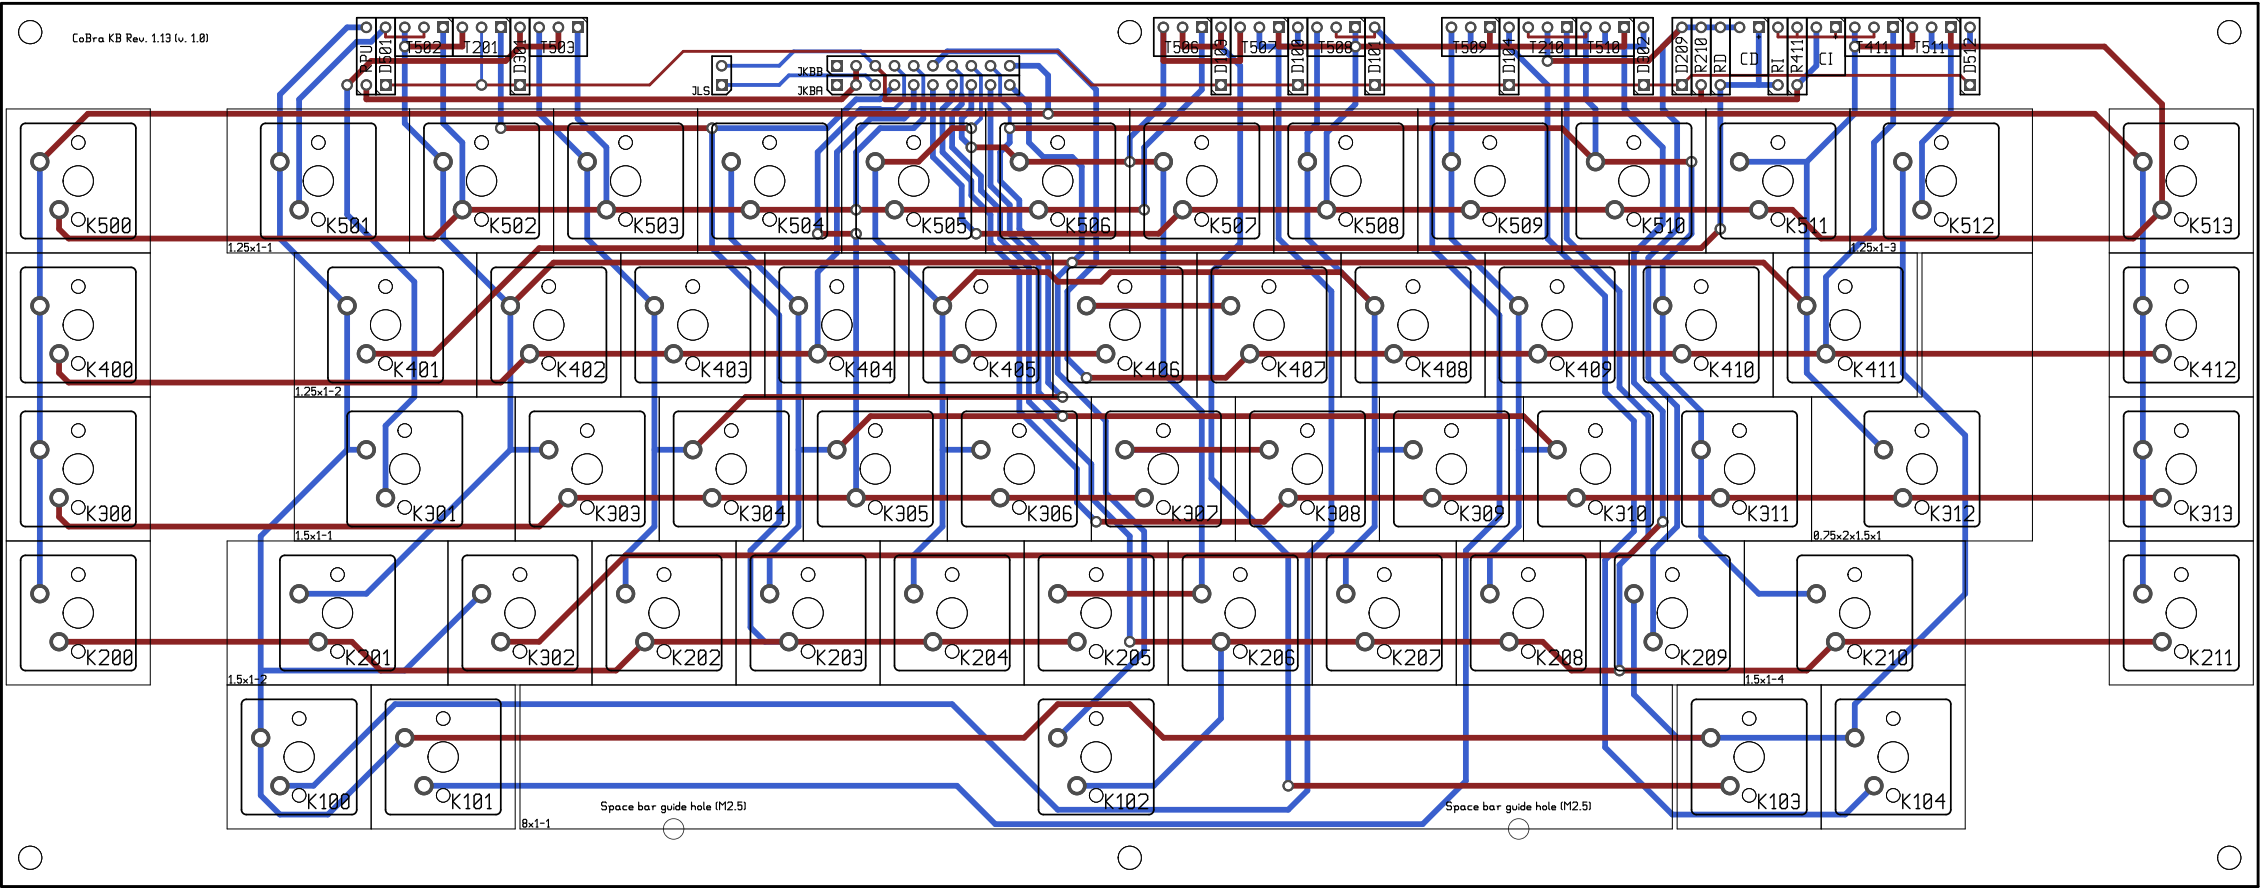 CoBra KB Rev. 1.13 (v. 1.0)
RPU D501 T502 T201 D301 T503
JLS JKBB
JKBA
T506 D103 T507 D100 T508 D101
T509 D104 T210 T510 D302
D209 R210 RD CD RI R411 CI T411 T511 D512
K500 K501 K502 K503 K504 K505 K506 K507 K508 K509 K510 K511 K512 K513
1.25x1-1 1.25x1-3
K400 K401 K402 K403 K404 K405 K406 K407 K408 K409 K410 K411 K412
1.25x1-2
K300 K301 K303 K304 K305 K306 K307 K308 K309 K310 K311 K312 K313
1.5x1-1 0.75x2x1.5x1
K200 K201 K302 K202 K203 K204 K205 K206 K207 K208 K209 K210 K211
1.5x1-2 1.5x1-4
K100 K101 K102 K103 K104
Space bar guide hole (M2.5) Space bar guide hole (M2.5)
8x1-1